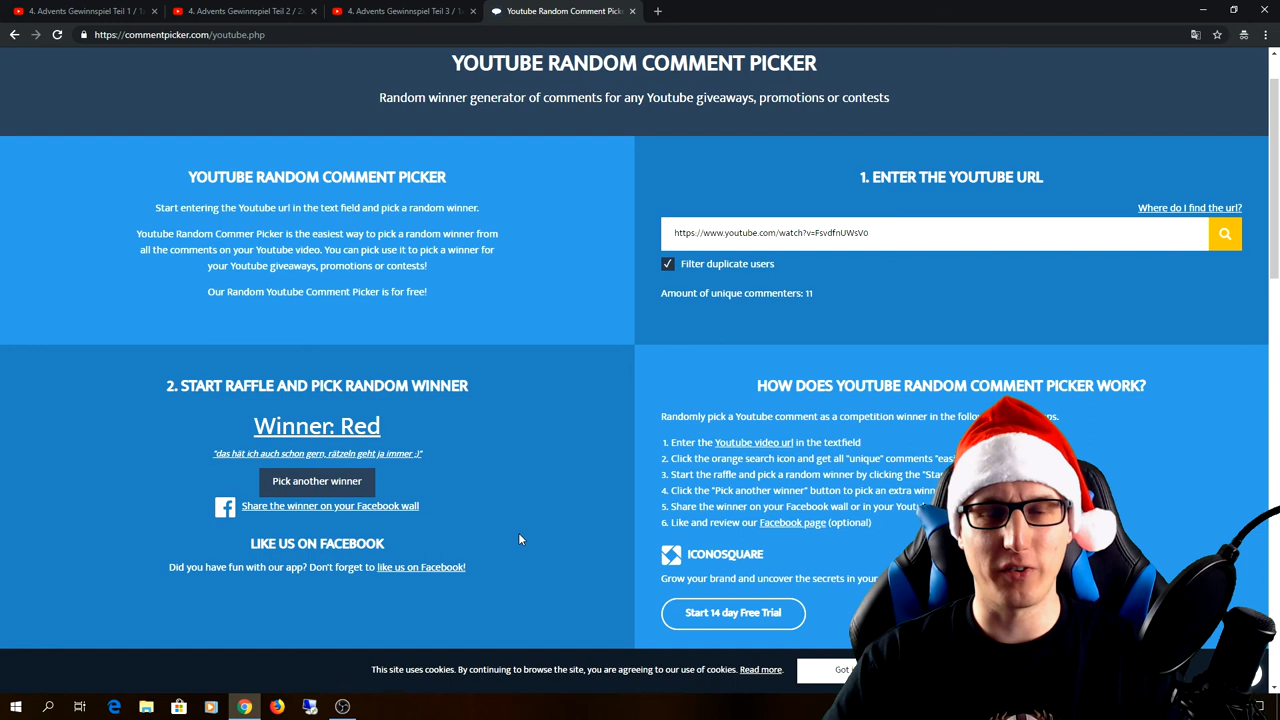 4. Advents Gewinnspiel Teil 1 / 1
4. Advents Gewinnspiel Teil 2 / 2
4. Advents Gewinnspiel Teil 3 / 1
Youtube Random Comment Pick
https://commentpicker.com/youtube.php
YOUTUBE RANDOM COMMENT PICKER
Random winner generator of comments for any Youtube giveaways, promotions or contests
YOUTUBE RANDOM COMMENT PICKER
Start entering the Youtube url in the text field and pick a random winner.
Youtube Random Commer Picker is the easiest way to pick a random winner from
all the comments on your Youtube video. You can pick use it to pick a winner for
your Youtube giveaways, promotions or contests!
Our Random Youtube Comment Picker is for free!
1. ENTER THE YOUTUBE URL
Where do I find the url?
https://www.youtube.com/watch?v=FsvdfnUWsV0
Filter duplicate users
Amount of unique commenters: 11
2. START RAFFLE AND PICK RANDOM WINNER
Winner: Red
"das hät ich auch schon gern, rätzeln geht ja immer ;)"
Pick another winner
Share the winner on your Facebook wall
LIKE US ON FACEBOOK
Did you have fun with our app? Don't forget to like us on Facebook!
HOW DOES YOUTUBE RANDOM COMMENT PICKER WORK?
Randomly pick a Youtube comment as a competition winner in the follow ps.
1. Enter the Youtube video url in the textfield
2. Click the orange search icon and get all "unique" comments "eas
3. Start the raffle and pick a random winner by clicking the "Sta
4. Click the "Pick another winner" button to pick an extra winn
5. Share the winner on your Facebook wall or in your Youtu
6. Like and review our Facebook page (optional)
ICONOSQUARE
Grow your brand and uncover the secrets in your
Start 14 day Free Trial
This site uses cookies. By continuing to browse the site, you are agreeing to our use of cookies. Read more.
Got